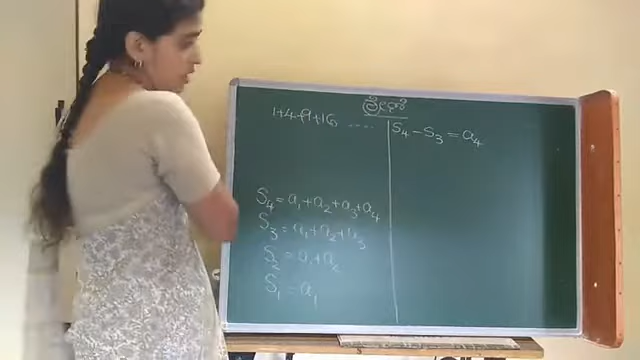 1+4+9+16 .....
S₄ - S₃ = a₄
S₄ = a₁+a₂+a₃+a₄
S₃ = a₁+a₂+a₃
S₂ = a₁+a₂
S₁ = a₁